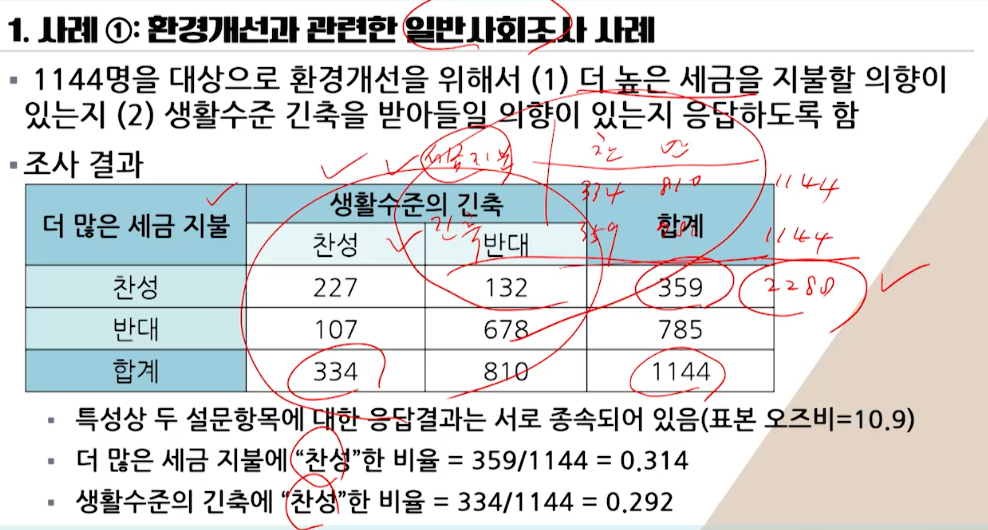 1. 사례 ①: 환경개선과 관련한 일반사회조사 사례
▪ 1144명을 대상으로 환경개선을 위해서 (1) 더 높은 세금을 지불할 의향이
있는지 (2) 생활수준 긴축을 받아들일 의향이 있는지 응답하도록 함
▪ 조사 결과
세금지불 찬 반
334 810 1144
긴축 359 1144
2288
더 많은 세금 지불 생활수준의 긴축 합계
찬성 반대
찬성 227 132 359
반대 107 678 785
합계 334 810 1144
▪ 특성상 두 설문항목에 대한 응답결과는 서로 종속되어 있음(표본 오즈비=10.9)
▪ 더 많은 세금 지불에 “찬성”한 비율 = 359/1144 = 0.314
▪ 생활수준의 긴축에 “찬성”한 비율 = 334/1144 = 0.292